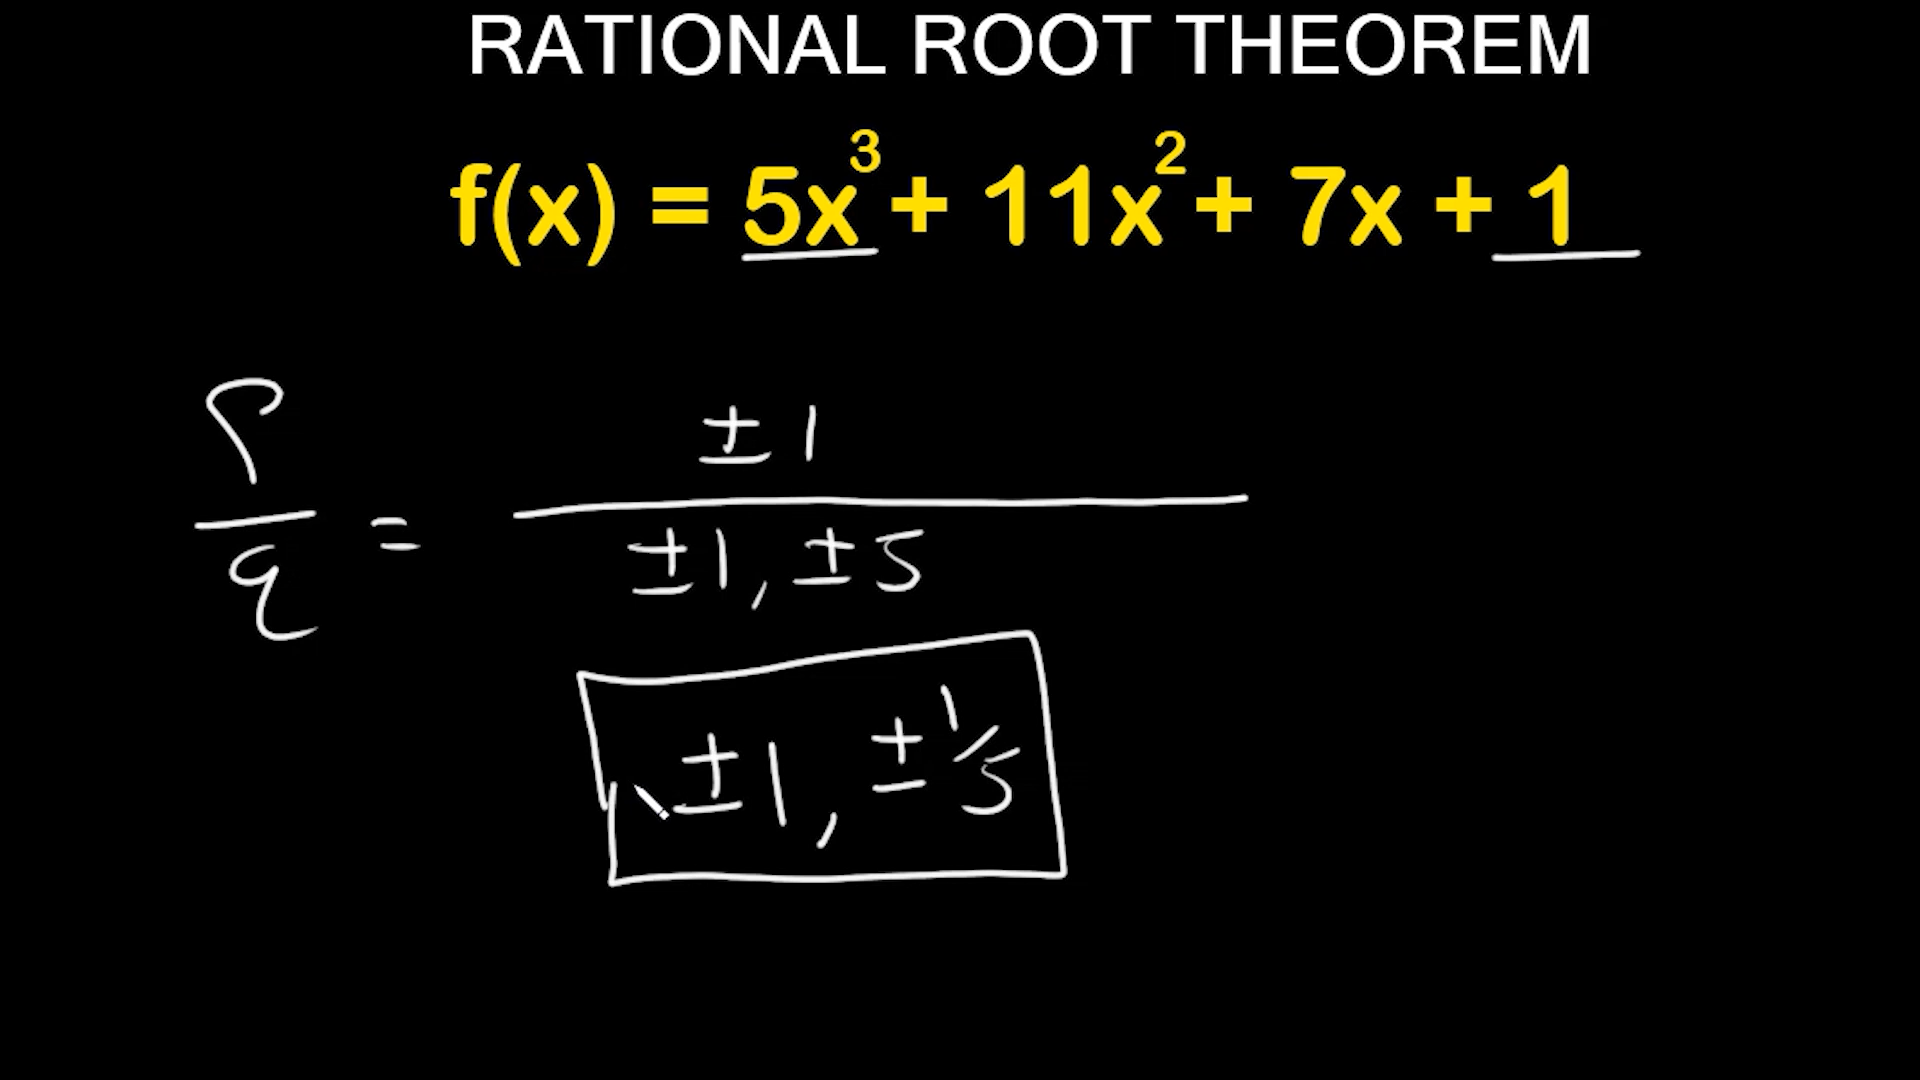 RATIONAL ROOT THEOREM
f(x) = 5x³ + 11x² + 7x + 1
p/q = ±1 / ±1, ±5
±1, ±1/5